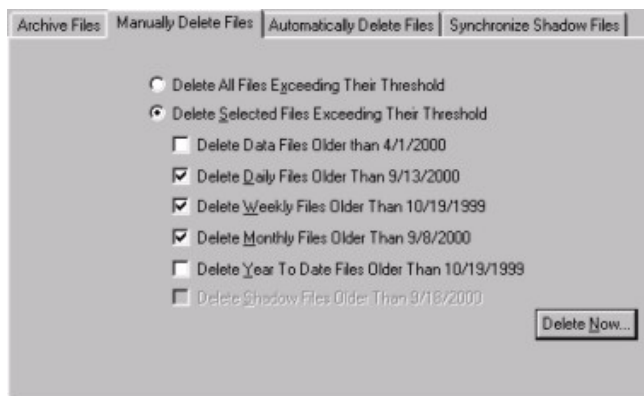 Archive Files Manually Delete Files Automatically Delete Files Synchronize Shadow Files
Delete All Files Exceeding Their Threshold
Delete Selected Files Exceeding Their Threshold
Delete Data Files Older than 4/1/2000
Delete Daily Files Older Than 9/13/2000
Delete Weekly Files Older Than 10/19/1999
Delete Monthly Files Older Than 9/8/2000
Delete Year To Date Files Older Than 10/19/1999
Delete Shadow Files Older Than 9/18/2000
Delete Now...